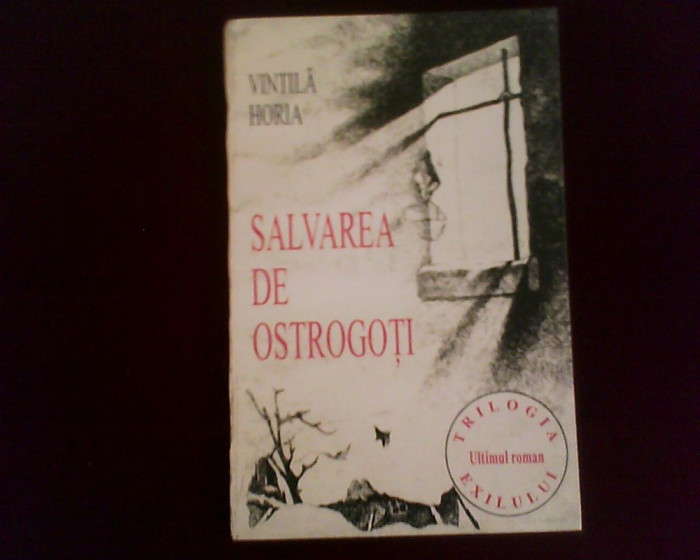 VINTILĂ
HORIA
SALVAREA
DE
OSTROGOȚI
TRILOGIA
Ultimul roman
EXILULUI